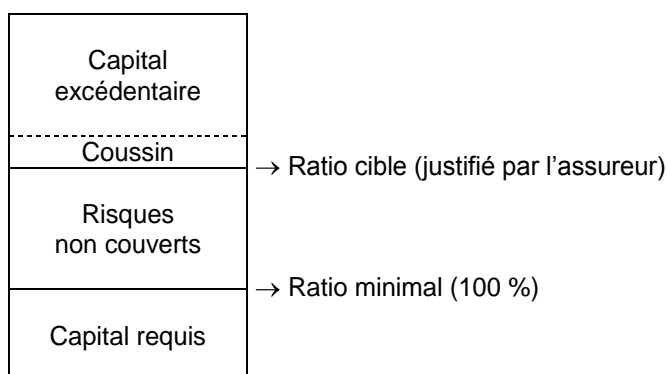 Capital
excédentaire
Coussin
→ Ratio cible (justifié par l'assureur)
Risques
non couverts
→ Ratio minimal (100 %)
Capital requis